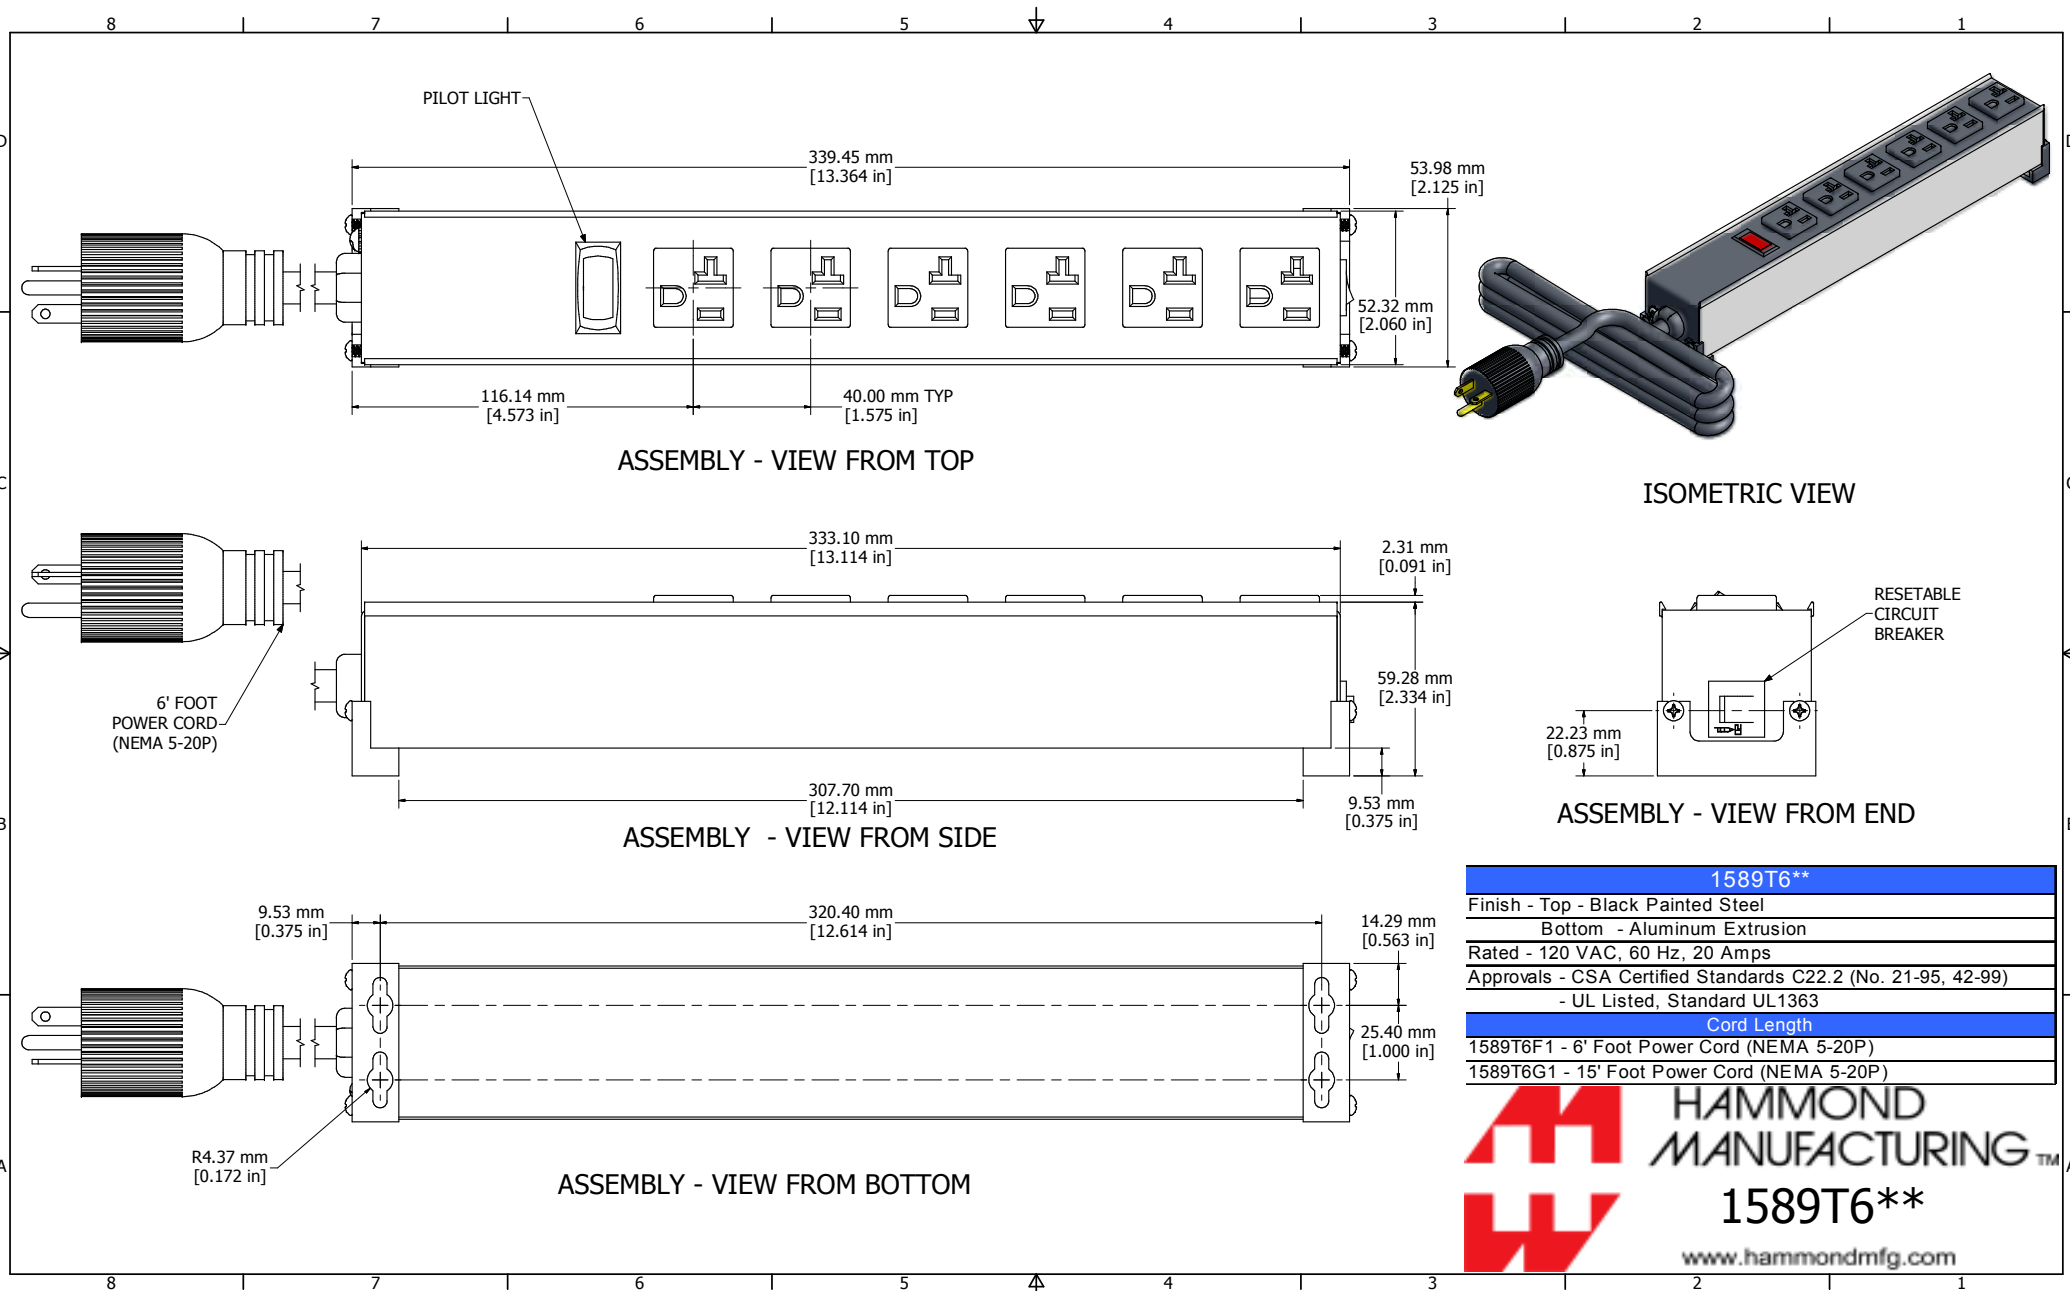 8 7 6 5 4 3 2 1
PILOT LIGHT
339.45 mm
[13.364 in]
53.98 mm
[2.125 in]
52.32 mm
[2.060 in]
116.14 mm
[4.573 in]
40.00 mm TYP
[1.575 in]
ASSEMBLY - VIEW FROM TOP
ISOMETRIC VIEW
C
333.10 mm
[13.114 in]
2.31 mm
[0.091 in]
6' FOOT
POWER CORD
(NEMA 5-20P)
59.28 mm
[2.334 in]
307.70 mm
[12.114 in]
9.53 mm
[0.375 in]
ASSEMBLY - VIEW FROM SIDE
RESETABLE
CIRCUIT
BREAKER
22.23 mm
[0.875 in]
ASSEMBLY - VIEW FROM END
B
9.53 mm
[0.375 in]
320.40 mm
[12.614 in]
14.29 mm
[0.563 in]
25.40 mm
[1.000 in]
R4.37 mm
[0.172 in]
ASSEMBLY - VIEW FROM BOTTOM
A
1589T6**
Finish - Top - Black Painted Steel
Bottom - Aluminum Extrusion
Rated - 120 VAC, 60 Hz, 20 Amps
Approvals - CSA Certified Standards C22.2 (No. 21-95, 42-99)
- UL Listed, Standard UL1363
Cord Length
1589T6F1 - 6' Foot Power Cord (NEMA 5-20P)
1589T6G1 - 15' Foot Power Cord (NEMA 5-20P)
HAMMOND
MANUFACTURING TM
1589T6**
www.hammondmfg.com
8 7 6 5 4 3 2 1